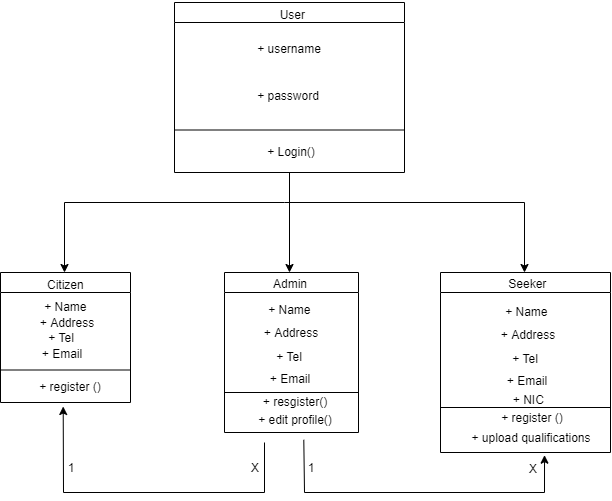 User
+ username
+ password
+ Login()
Citizen
+ Name
+ Address
+ Tel
+ Email
+ register ()
Admin
+ Name
+ Address
+ Tel
+ Email
+ resgister()
+ edit profile()
Seeker
+ Name
+ Address
+ Tel
+ Email
+ NIC
+ register ()
+ upload qualifications
1
X
1
X